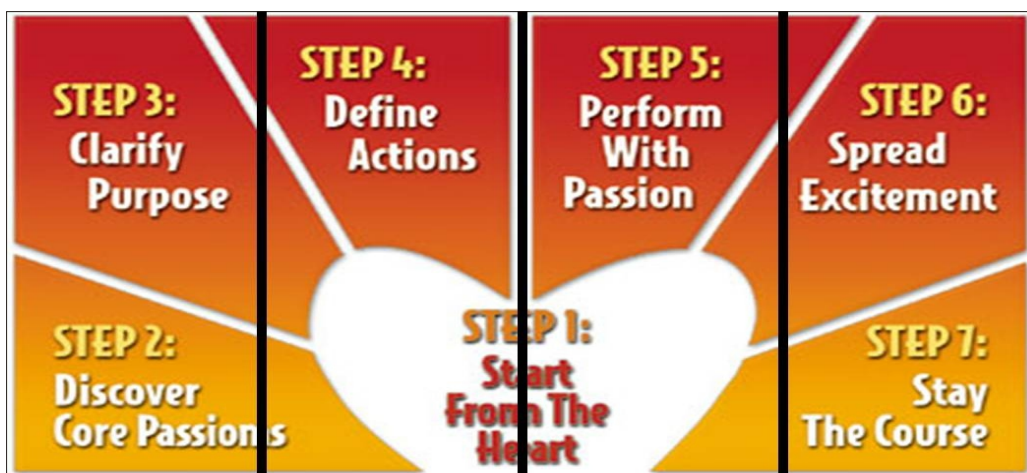 STEP 1:
Start
From The
Heart
STEP 2:
Discover
Core Passions
STEP 3:
Clarify
Purpose
STEP 4:
Define
Actions
STEP 5:
Perform
With
Passion
STEP 6:
Spread
Excitement
STEP 7:
Stay
The Course